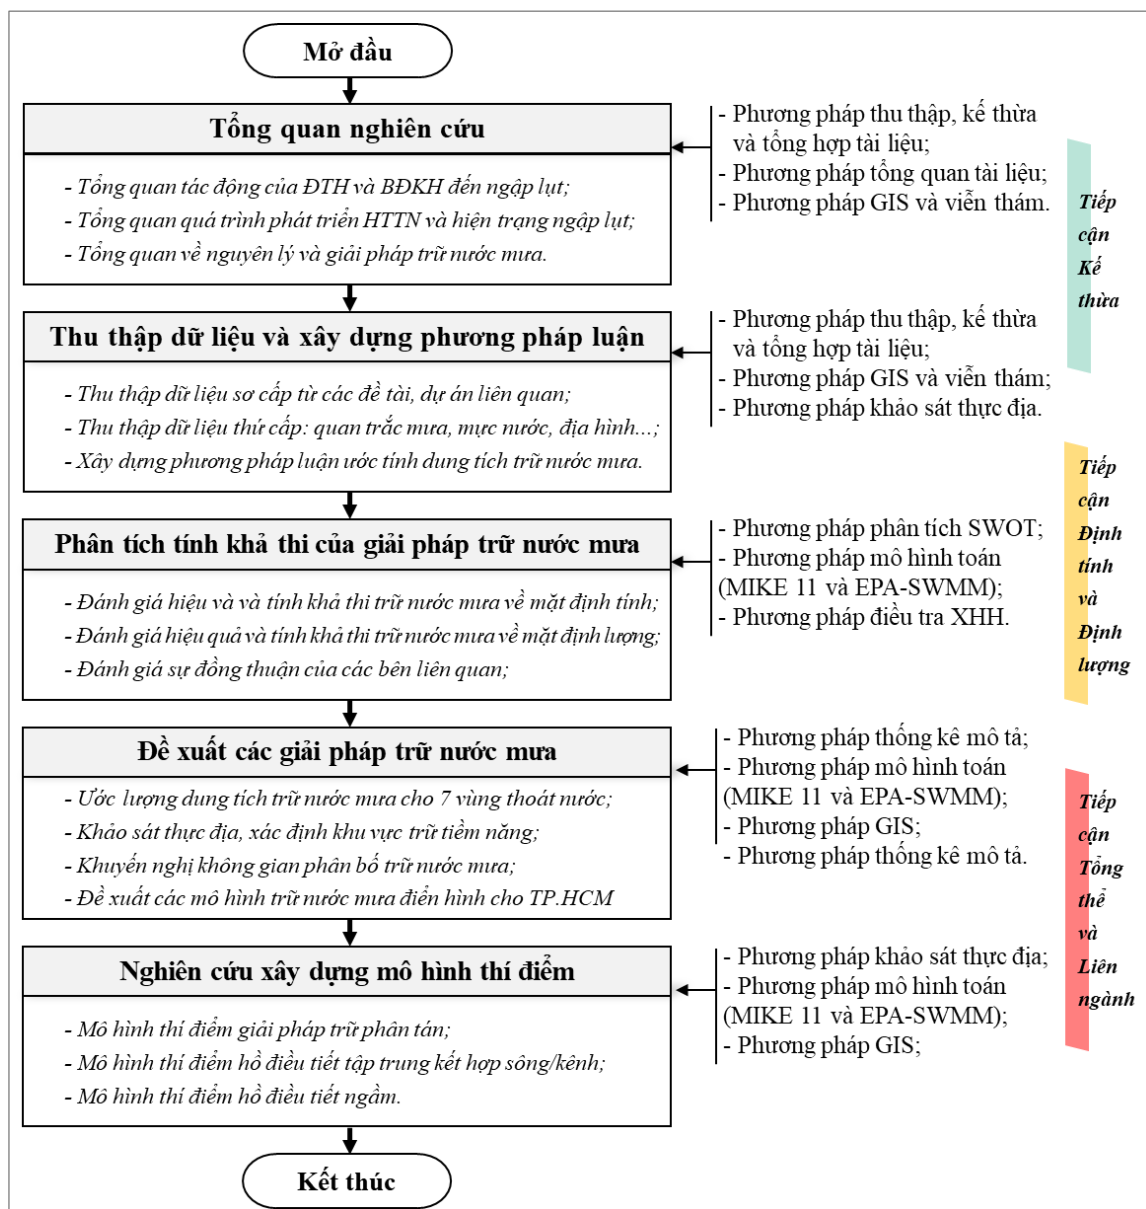 Mở đầu
Tổng quan nghiên cứu
- Tổng quan tác động của ĐTH và BĐKH đến ngập lụt;
- Tổng quan quá trình phát triển HTTN và hiện trạng ngập lụt;
- Tổng quan về nguyên lý và giải pháp trữ nước mưa.
- Phương pháp thu thập, kế thừa
và tổng hợp tài liệu;
- Phương pháp tổng quan tài liệu;
- Phương pháp GIS và viễn thám.
Tiếp
cận
Kế
thừa
Thu thập dữ liệu và xây dựng phương pháp luận
- Thu thập dữ liệu sơ cấp từ các đề tài, dự án liên quan;
- Thu thập dữ liệu thứ cấp: quan trắc mưa, mực nước, địa hình...;
- Xây dựng phương pháp luận ước tính dung tích trữ nước mưa.
- Phương pháp thu thập, kế thừa
và tổng hợp tài liệu;
- Phương pháp GIS và viễn thám;
- Phương pháp khảo sát thực địa.
Phân tích tính khả thi của giải pháp trữ nước mưa
- Đánh giá hiệu và và tính khả thi trữ nước mưa về mặt định tính;
- Đánh giá hiệu quả và tính khả thi trữ nước mưa về mặt định lượng;
- Đánh giá sự đồng thuận của các bên liên quan;
- Phương pháp phân tích SWOT;
- Phương pháp mô hình toán
(MIKE 11 và EPA-SWMM);
- Phương pháp điều tra XHH.
Tiếp
cận
Định
tính
và
Định
lượng
Đề xuất các giải pháp trữ nước mưa
- Ước lượng dung tích trữ nước mưa cho 7 vùng thoát nước;
- Khảo sát thực địa, xác định khu vực trữ tiềm năng;
- Khuyến nghị không gian phân bố trữ nước mưa;
- Đề xuất các mô hình trữ nước mưa điển hình cho TP.HCM
- Phương pháp thống kê mô tả;
- Phương pháp mô hình toán
(MIKE 11 và EPA-SWMM);
- Phương pháp GIS;
- Phương pháp thống kê mô tả.
Tiếp
cận
Tổng
thể
và
Liên
ngành
Nghiên cứu xây dựng mô hình thí điểm
- Mô hình thí điểm giải pháp trữ phân tán;
- Mô hình thí điểm hồ điều tiết tập trung kết hợp sông/kênh;
- Mô hình thí điểm hồ điều tiết ngầm.
- Phương pháp khảo sát thực địa;
- Phương pháp mô hình toán
(MIKE 11 và EPA-SWMM);
- Phương pháp GIS;
Kết thúc